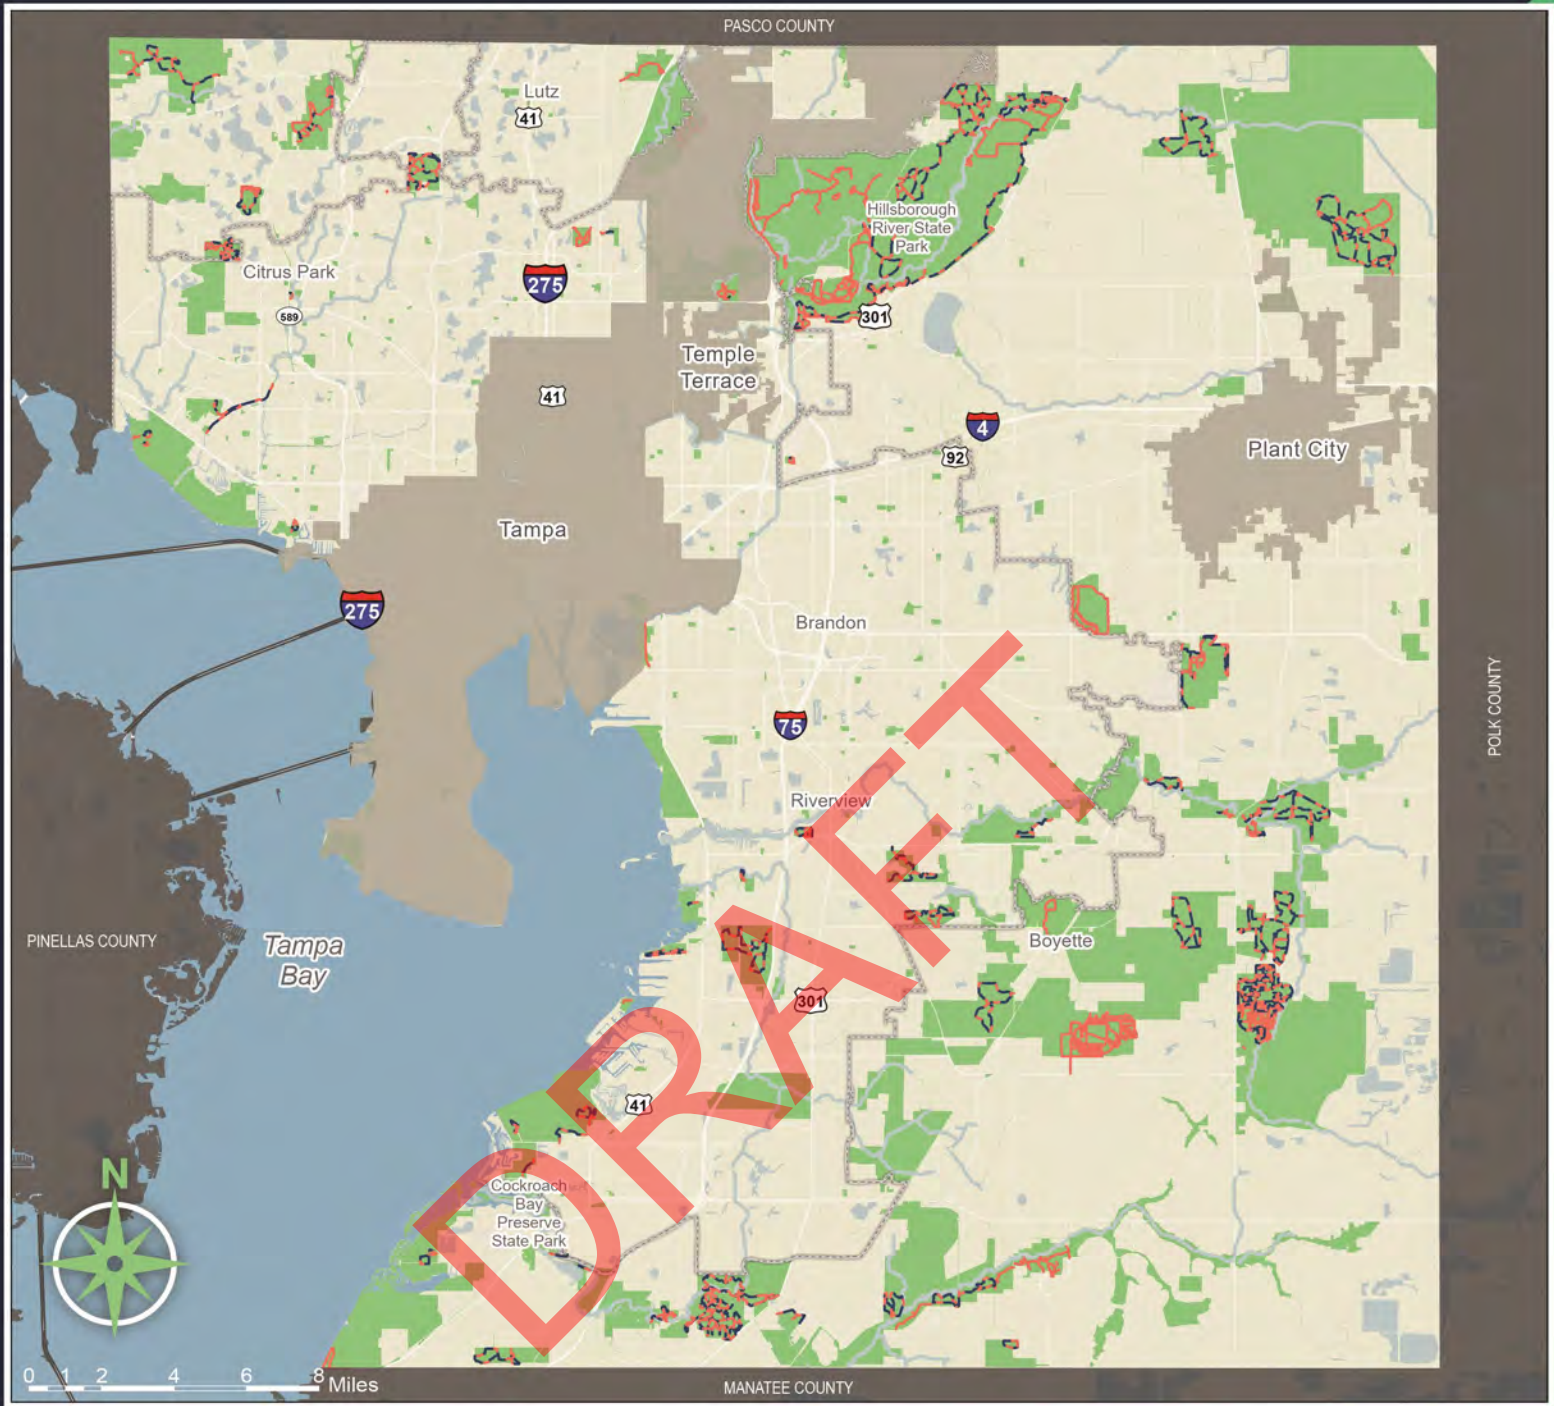 PASCO COUNTY
Lutz
41
Hillsborough
River State
Park
Citrus Park
275
589
301
Temple
Terrace
41
4
92
Plant City
Tampa
275
Brandon
POLK COUNTY
75
Riverview
DRAFT
PINELLAS COUNTY
Tampa
Bay
Boyette
301
41
N
Cockroach
Bay
Preserve
State Park
0 1 2 4 6 8 Miles
MANATEE COUNTY